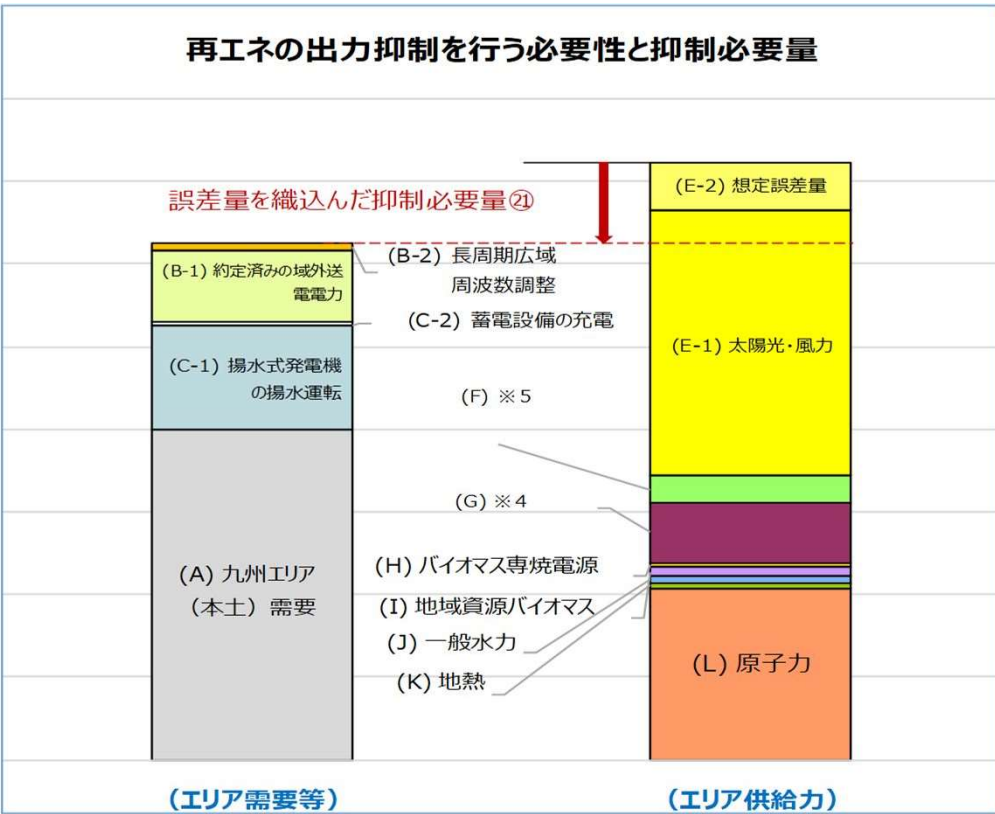 再エネの出力抑制を行う必要性と抑制必要量
誤差量を織込んだ抑制必要量㉑
(B-2) 長周期広域
周波数調整
(B-1) 約定済みの域外送
電電力
(C-2) 蓄電設備の充電
(C-1) 揚水式発電機
の揚水運転
(A) 九州エリア
(本土)需要
(E-2) 想定誤差量
(E-1) 太陽光・風力
(F) ※5
(G) ※4
(H) バイオマス専焼電源
(I) 地域資源バイオマス
(J) 一般水力
(K) 地熱
(L) 原子力
(エリア需要等)
(エリア供給力)